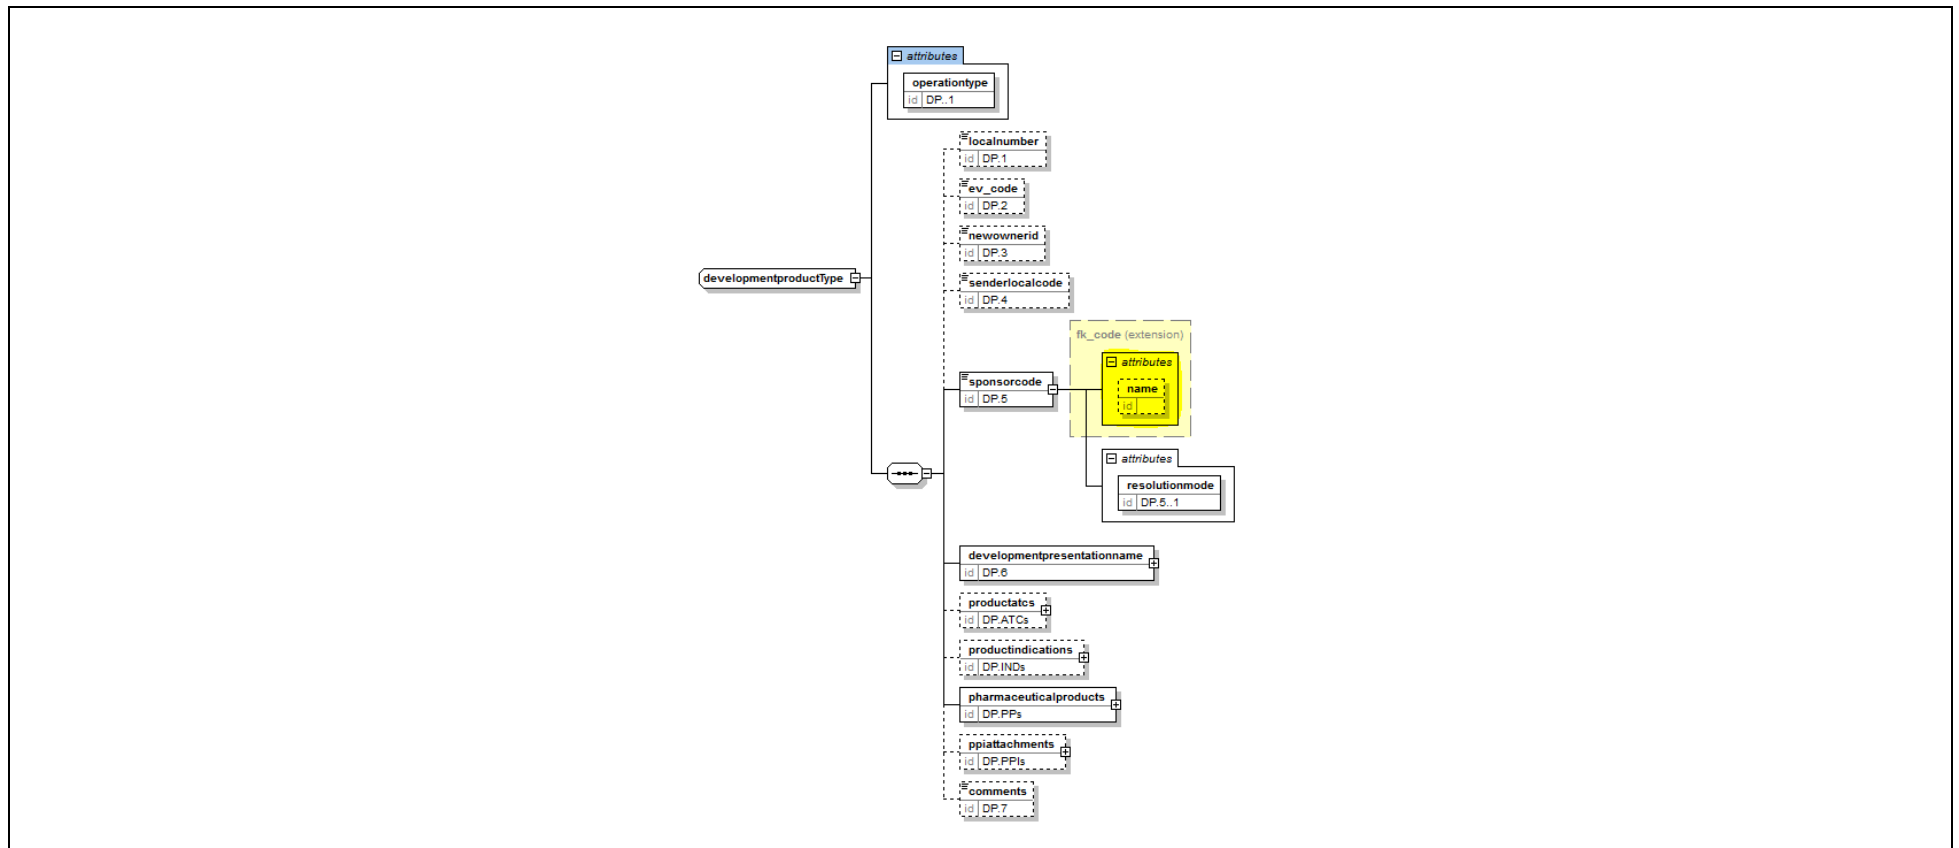 attributes
operationtype
id DP..1
localnumber
id DP.1
ev_code
id DP.2
newownerid
id DP.3
developmentproductType
senderlocalcode
id DP.4
fk_code (extension)
attributes
name
id
sponsorcode
id DP.5
attributes
resolutionmode
id DP.5..1
developmentpresentationname
id DP.6
productatcs
id DP.ATCs
productindications
id DP.INDs
pharmaceuticalproducts
id DP.PPs
ppiattachments
id DP.PPIs
comments
id DP.7